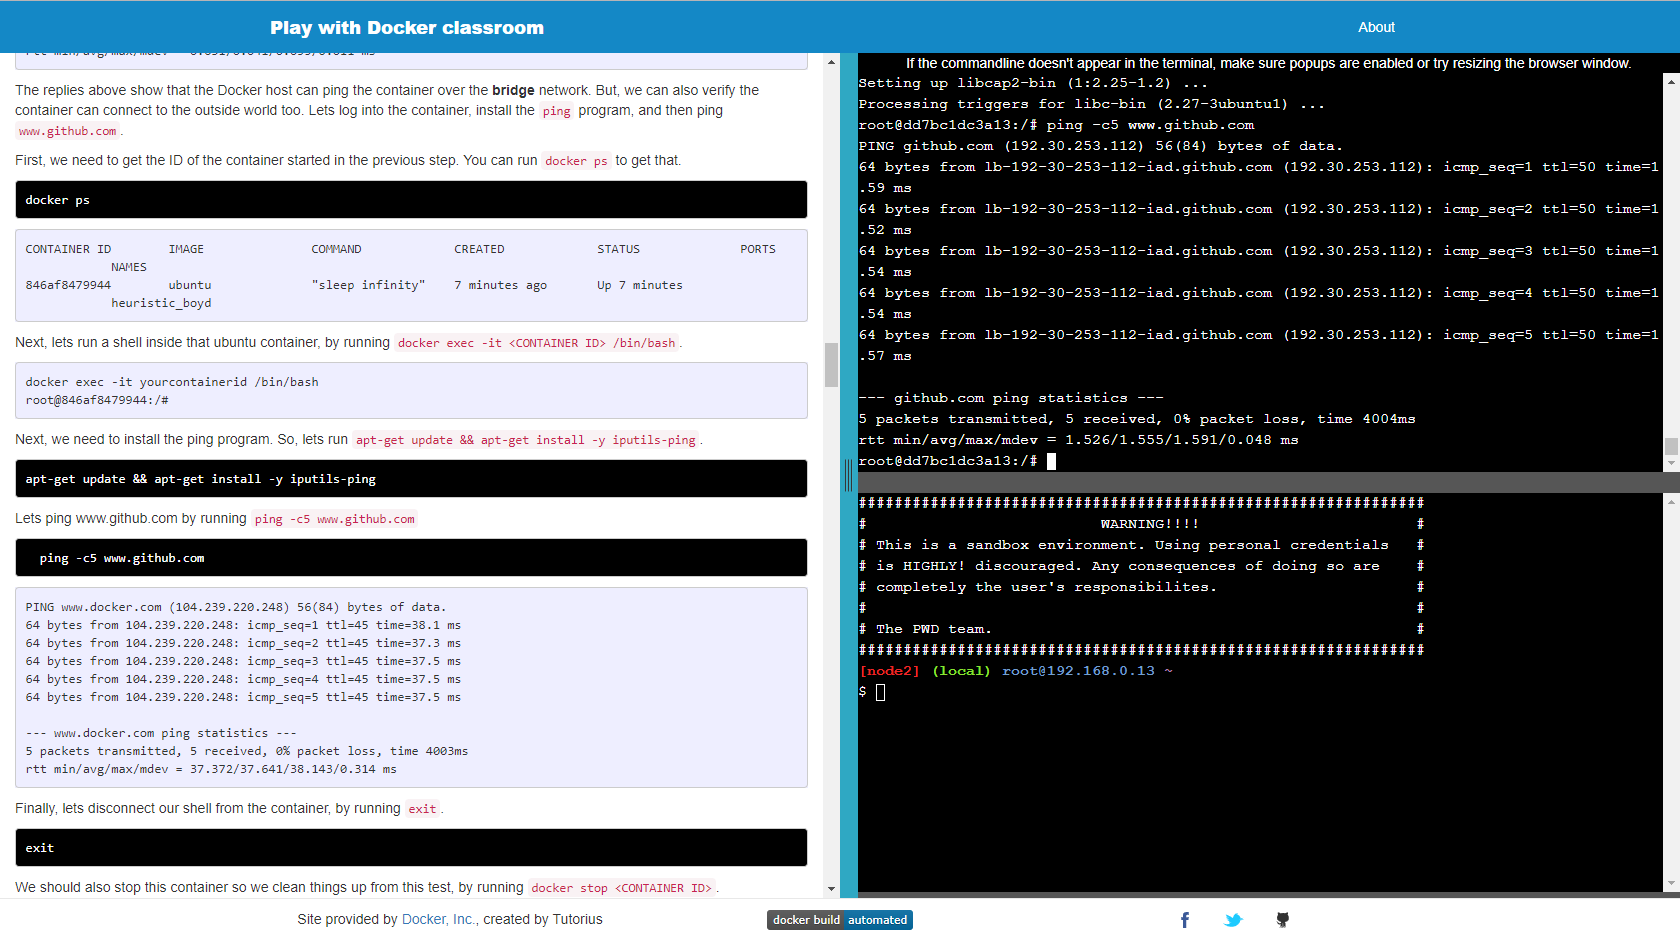 Play with Docker classroom
About
The replies above show that the Docker host can ping the container over the bridge network. But, we can also verify the
container can connect to the outside world too. Lets log into the container, install the ping program, and then ping
www.github.com.
First, we need to get the ID of the container started in the previous step. You can run docker ps to get that.
docker ps
CONTAINER ID        IMAGE               COMMAND             CREATED             STATUS              PORTS
            NAMES
846af8479944        ubuntu              "sleep infinity"    7 minutes ago       Up 7 minutes
            heuristic_boyd
Next, lets run a shell inside that ubuntu container, by running docker exec -it <CONTAINER ID> /bin/bash.
docker exec -it yourcontainerid /bin/bash
root@846af8479944:/#
Next, we need to install the ping program. So, lets run apt-get update && apt-get install -y iputils-ping.
apt-get update && apt-get install -y iputils-ping
Lets ping www.github.com by running ping -c5 www.github.com
ping -c5 www.github.com
PING www.docker.com (104.239.220.248) 56(84) bytes of data.
64 bytes from 104.239.220.248: icmp_seq=1 ttl=45 time=38.1 ms
64 bytes from 104.239.220.248: icmp_seq=2 ttl=45 time=37.3 ms
64 bytes from 104.239.220.248: icmp_seq=3 ttl=45 time=37.5 ms
64 bytes from 104.239.220.248: icmp_seq=4 ttl=45 time=37.5 ms
64 bytes from 104.239.220.248: icmp_seq=5 ttl=45 time=37.5 ms
--- www.docker.com ping statistics ---
5 packets transmitted, 5 received, 0% packet loss, time 4003ms
rtt min/avg/max/mdev = 37.372/37.641/38.143/0.314 ms
Finally, lets disconnect our shell from the container, by running exit.
exit
We should also stop this container so we clean things up from this test, by running docker stop <CONTAINER ID>.
If the commandline doesn't appear in the terminal, make sure popups are enabled or try resizing the browser window.
Setting up libcap2-bin (1:2.25-1.2) ...
Processing triggers for libc-bin (2.27-3ubuntu1) ...
root@dd7bc1dc3a13:/# ping -c5 www.github.com
PING github.com (192.30.253.112) 56(84) bytes of data.
64 bytes from lb-192-30-253-112-iad.github.com (192.30.253.112): icmp_seq=1 ttl=50 time=1
.59 ms
64 bytes from lb-192-30-253-112-iad.github.com (192.30.253.112): icmp_seq=2 ttl=50 time=1
.52 ms
64 bytes from lb-192-30-253-112-iad.github.com (192.30.253.112): icmp_seq=3 ttl=50 time=1
.54 ms
64 bytes from lb-192-30-253-112-iad.github.com (192.30.253.112): icmp_seq=4 ttl=50 time=1
.54 ms
64 bytes from lb-192-30-253-112-iad.github.com (192.30.253.112): icmp_seq=5 ttl=50 time=1
.57 ms
--- github.com ping statistics ---
5 packets transmitted, 5 received, 0% packet loss, time 4004ms
rtt min/avg/max/mdev = 1.526/1.555/1.591/0.048 ms
root@dd7bc1dc3a13:/#
###############################################################
#                          WARNING!!!!                        #
# This is a sandbox environment. Using personal credentials   #
# is HIGHLY! discouraged. Any consequences of doing so are    #
# completely the user's responsibilites.                      #
#                                                             #
# The PWD team.                                               #
###############################################################
[node2] (local) root@192.168.0.13 ~
$
Site provided by Docker, Inc., created by Tutorius
docker build automated